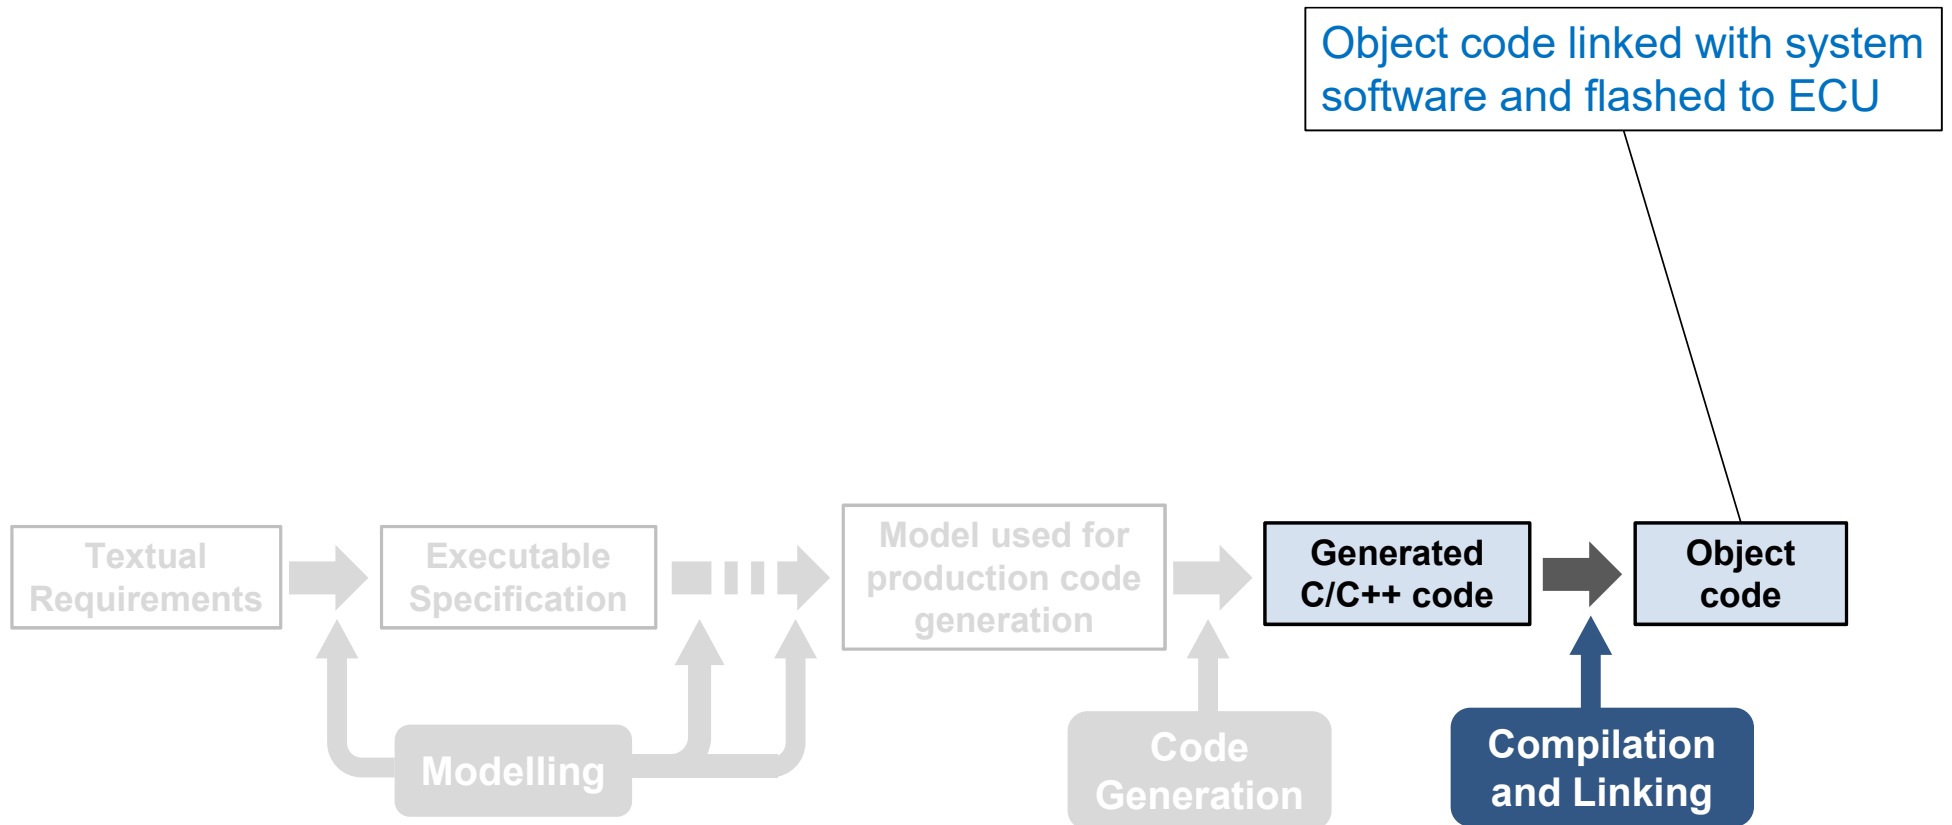 Object code linked with system
software and flashed to ECU
Textual
Requirements
Executable
Specification
Model used for
production code
generation
Generated
C/C++ code
Object
code
Modelling
Code
Generation
Compilation
and Linking